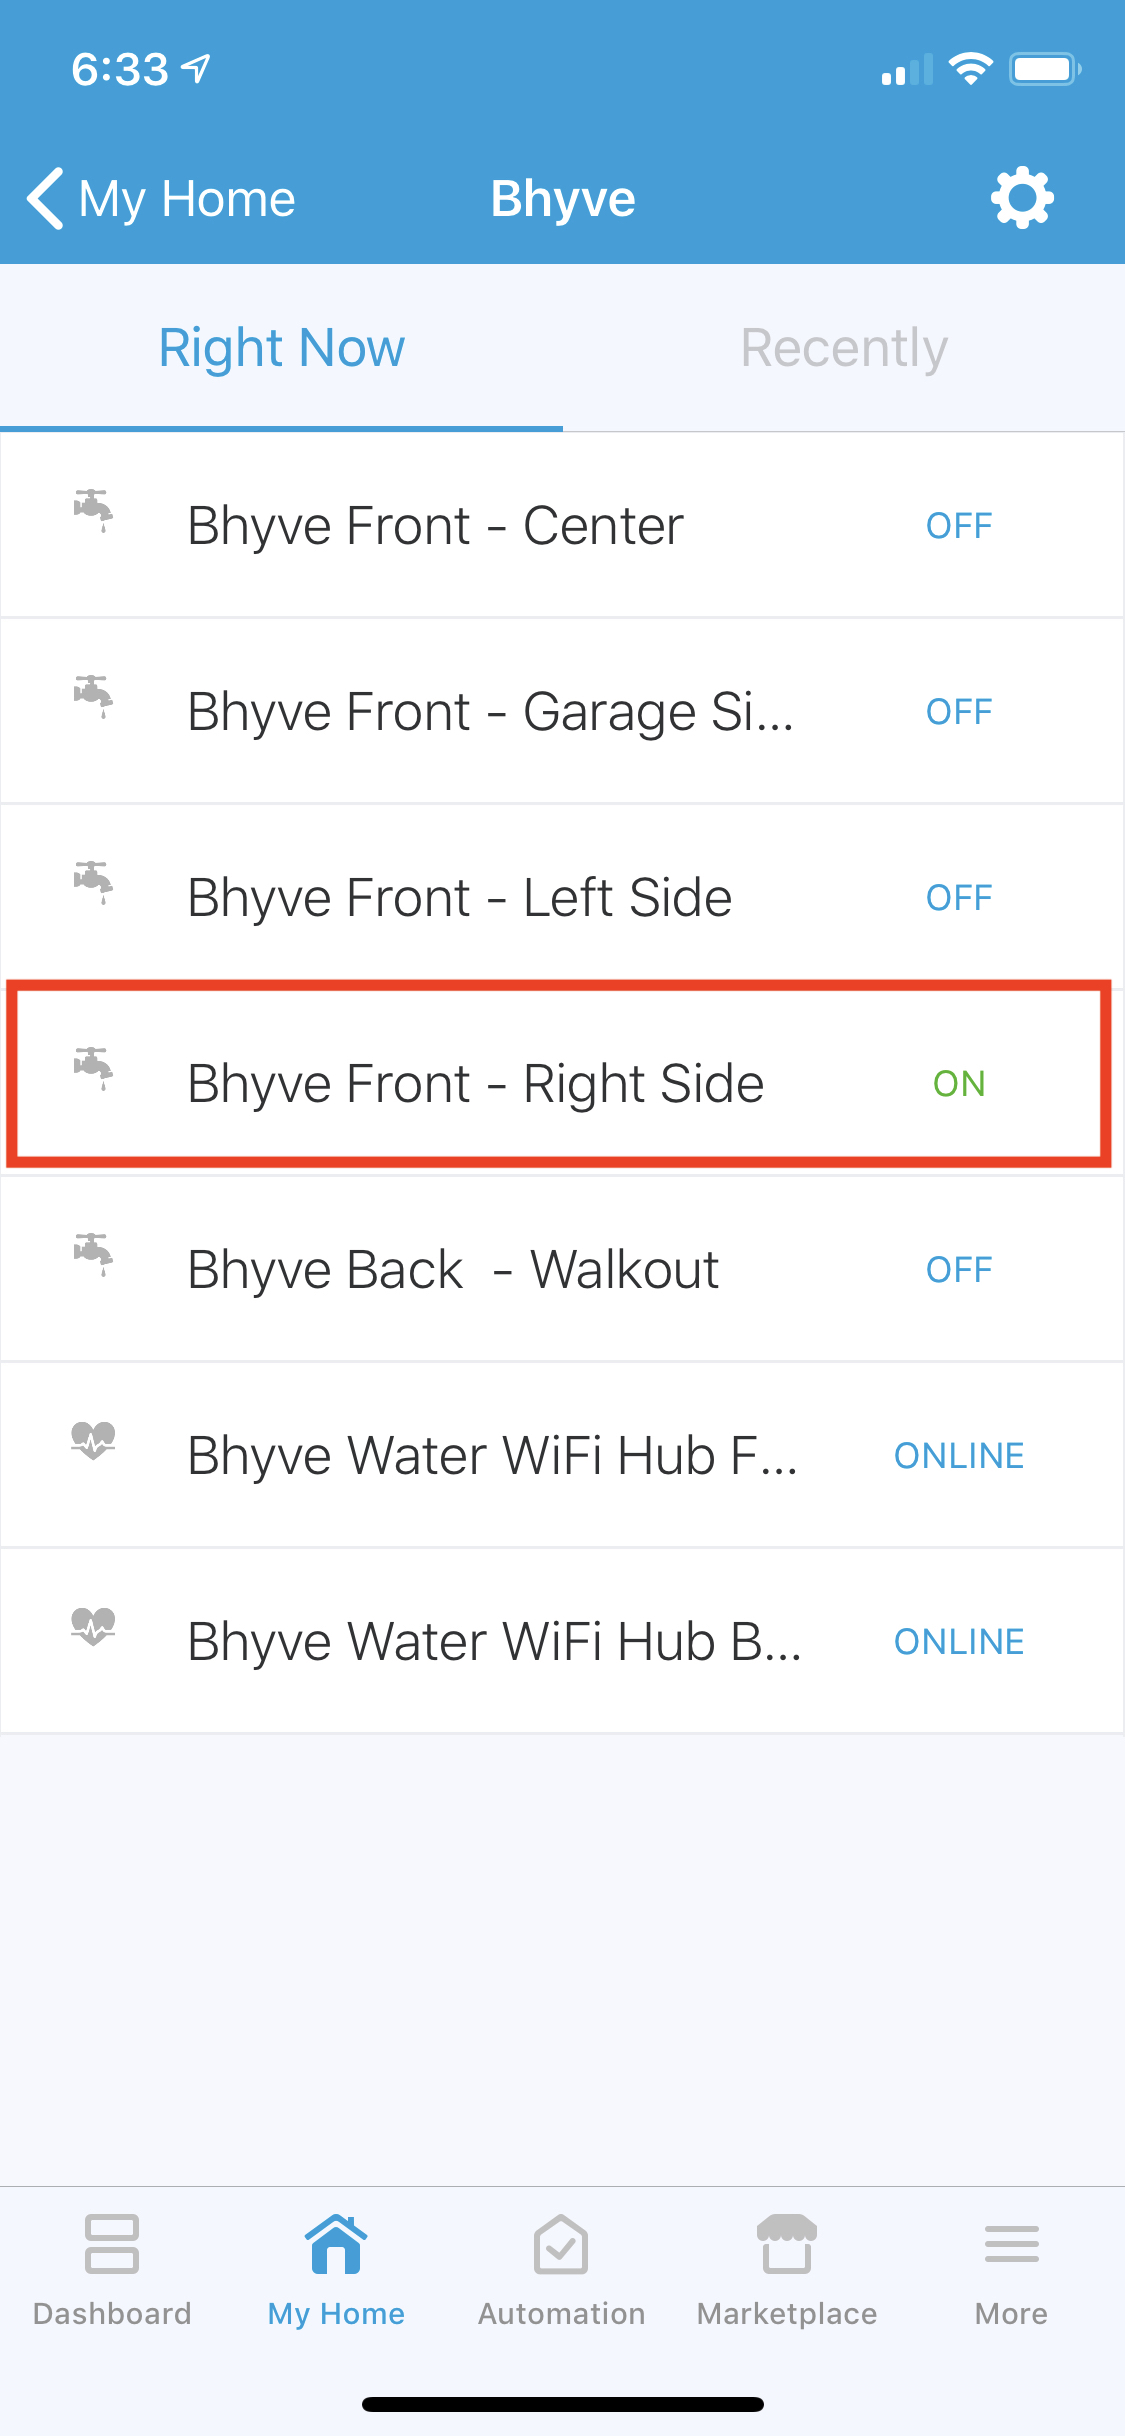 6:33
My Home
Bhyve
Right Now
Recently
Bhyve Front - Center
OFF
Bhyve Front - Garage Si...
OFF
Bhyve Front - Left Side
OFF
Bhyve Front - Right Side
ON
Bhyve Back  - Walkout
OFF
Bhyve Water WiFi Hub F...
ONLINE
Bhyve Water WiFi Hub B...
ONLINE
Dashboard
My Home
Automation
Marketplace
More